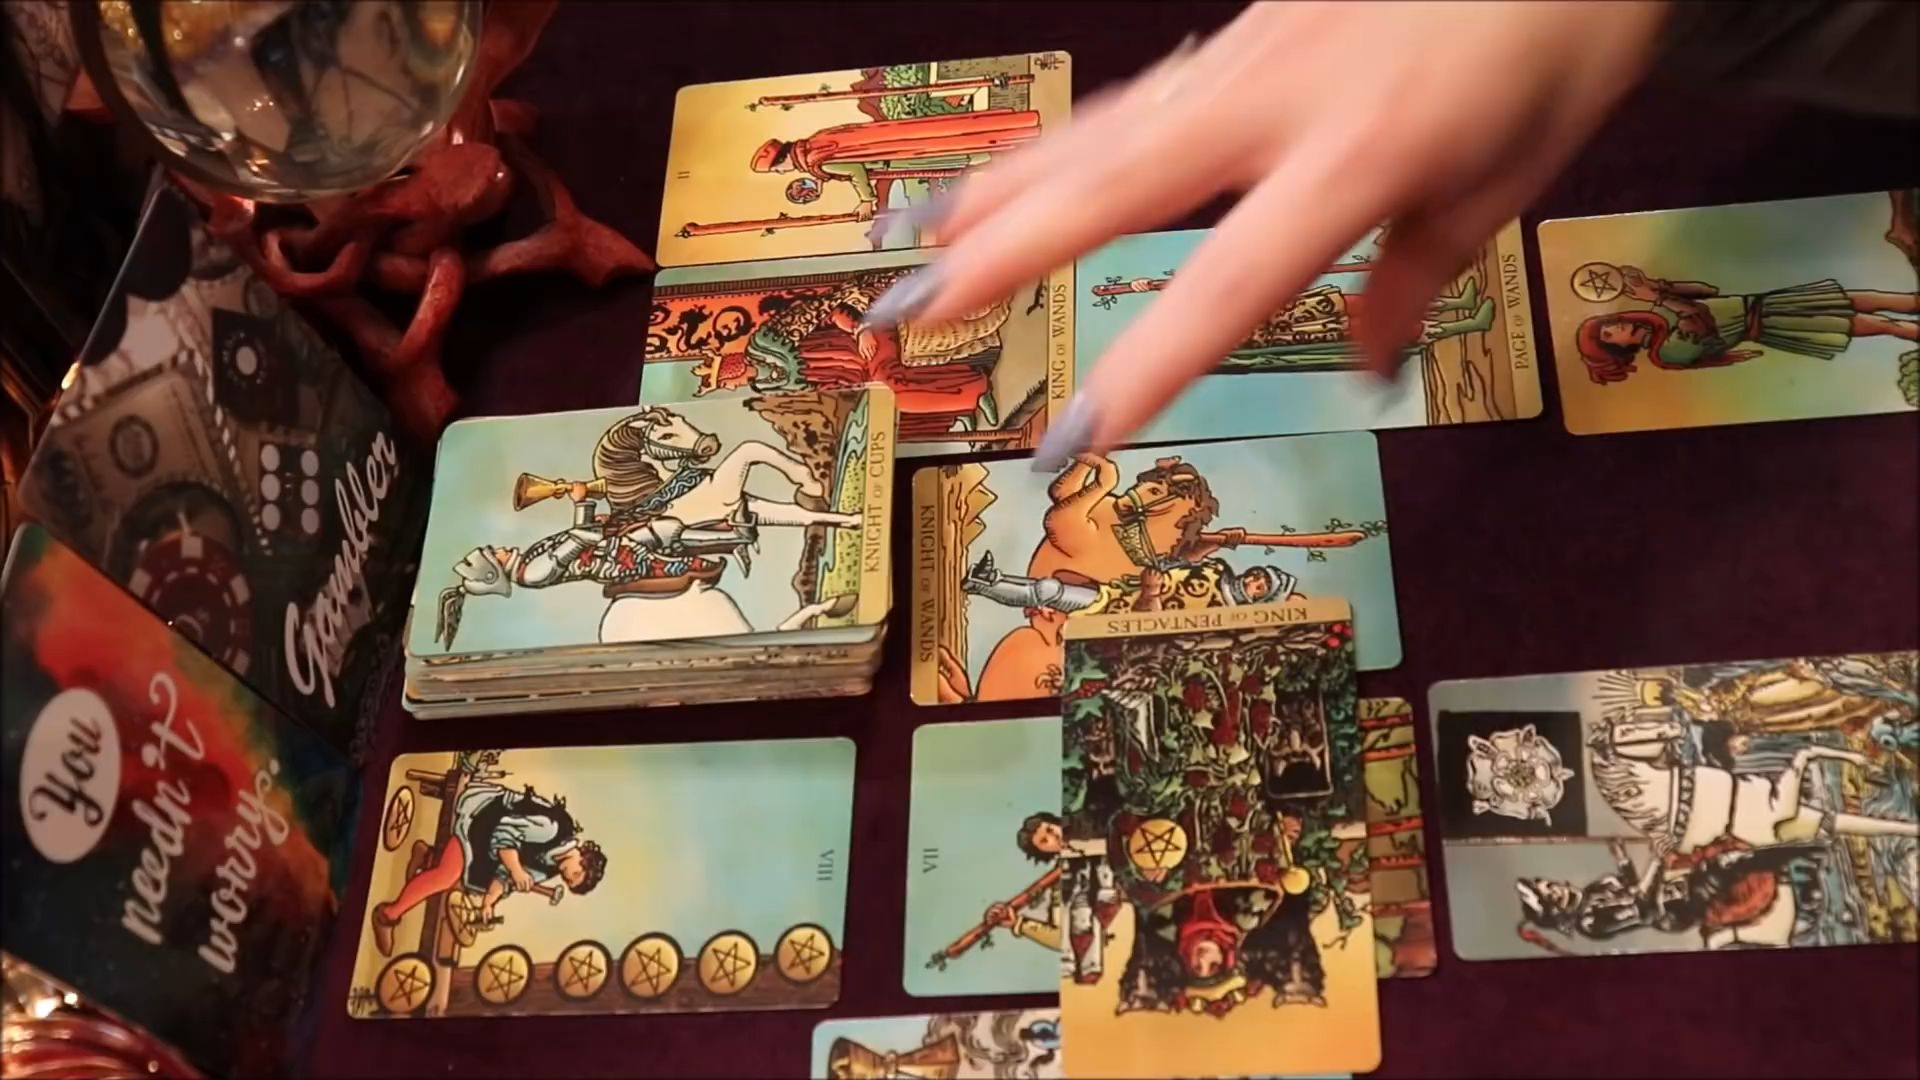 II
KING OF WANDS
PAGE OF WANDS
KNIGHT OF CUPS
KNIGHT OF WANDS
KING OF PENTACLES
VIII
VII
Gambler
You
needn't
worry.